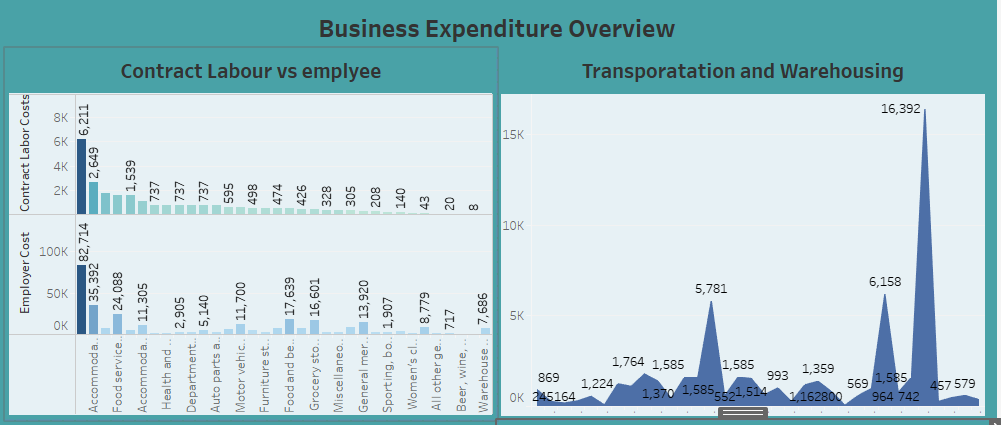 Business Expenditure Overview
Contract Labour vs emplyee
Transporatation and Warehousing
Contract Labor Costs
8K
6K
4K
2K
6,211
2,649
1,539
737
737
737
595
498
474
426
328
305
208
140
43
20
8
Employer Cost
100K
50K
0K
82,714
35,392
24,088
11,305
2,905
5,140
11,700
17,639
16,601
13,920
1,907
8,779
717
7,686
Accommoda..
Food service..
Accommoda..
Health and ..
Department..
Auto parts a..
Motor vehic..
Furniture st..
Food and be..
Grocery sto..
Miscellaneo..
General mer..
Sporting, bo..
Women's cl..
All otherge..
Beer, wine, ..
Warehouse ..
15K
10K
5K
0K
869
245
164
1,224
1,764
1,370
1,585
1,585
5,781
552
1,585
1,514
993
1,162
1,359
800
569
6,158
964
1,585
742
16,392
457
579